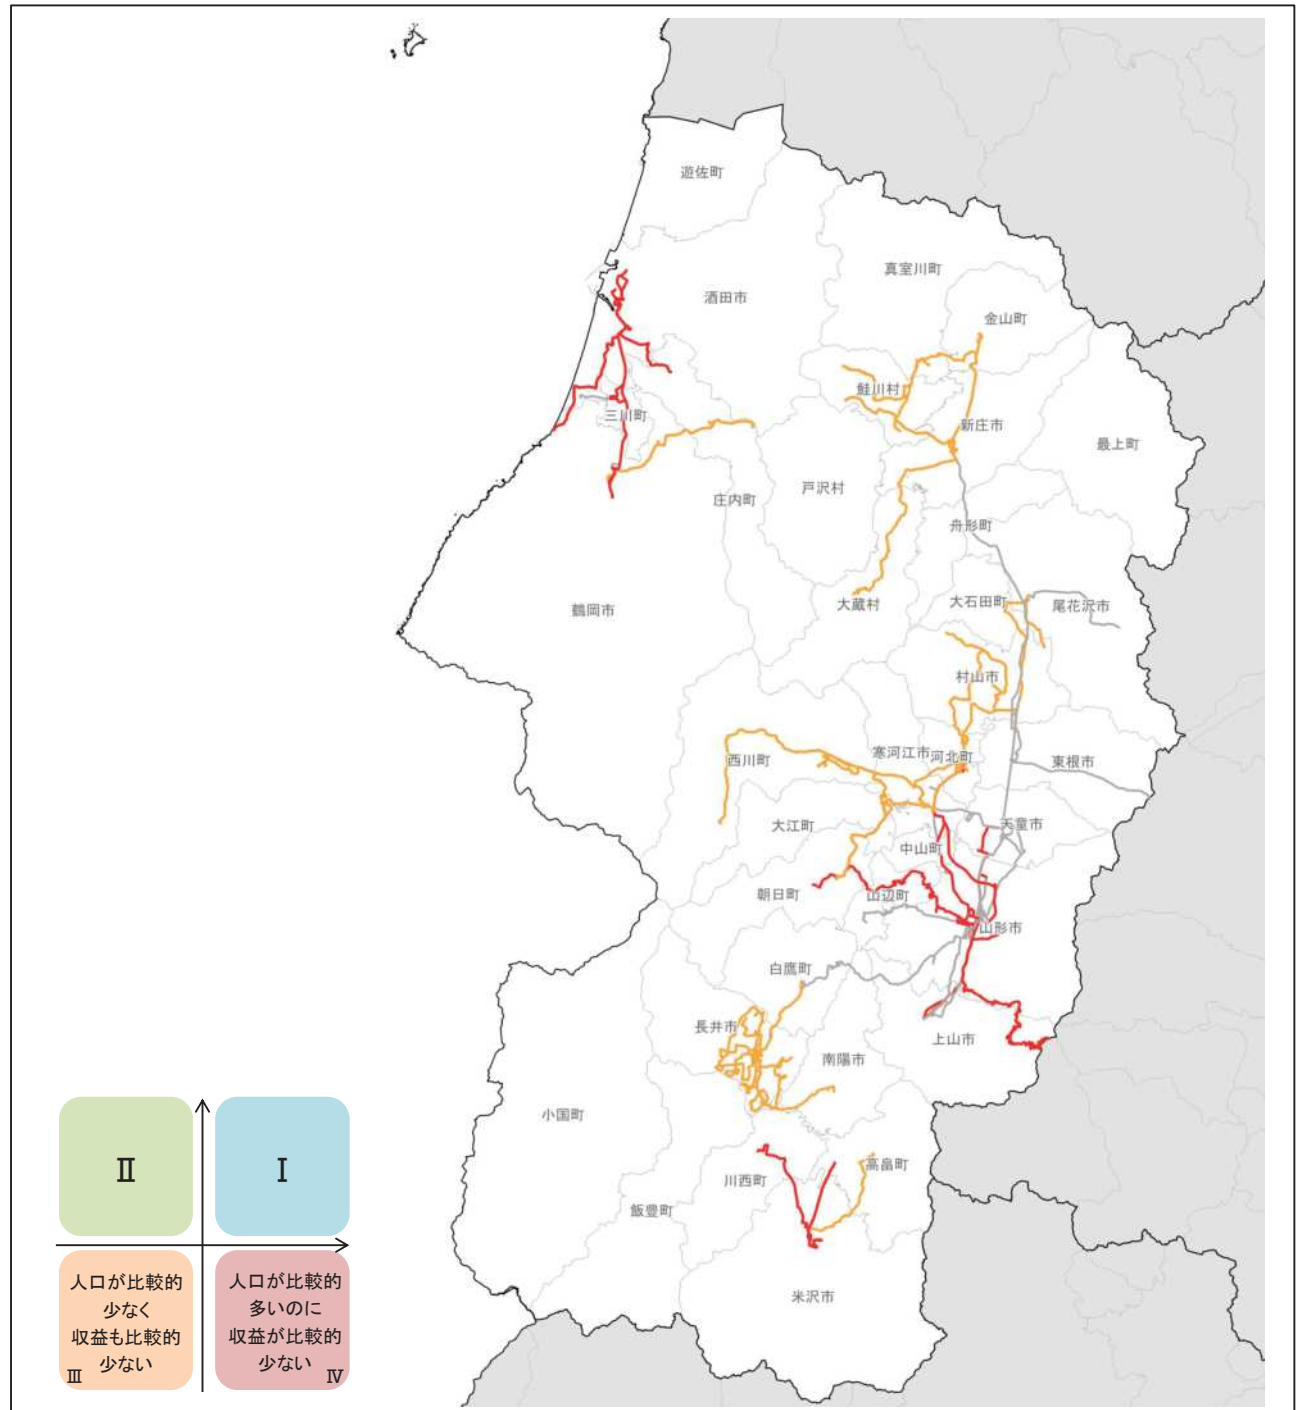 遊佐町
真室川町
酒田市
金山町
鮭川村
三川町
新庄市
最上町
戸沢村
庄内町
舟形町
大蔵村
大石田町
尾花沢市
鶴岡市
村山市
西川町
寒河江市
河北町
東根市
大江町
天童市
中山町
朝日町
山辺町
山形市
白鷹町
長井市
上山市
南陽市
小国町
高畠町
川西町
飯豊町
米沢市
Ⅱ
Ⅰ
人口が比較的
少なく
収益も比較的
少ない
Ⅲ
人口が比較的
多いのに
収益が比較的
少ない
Ⅳ